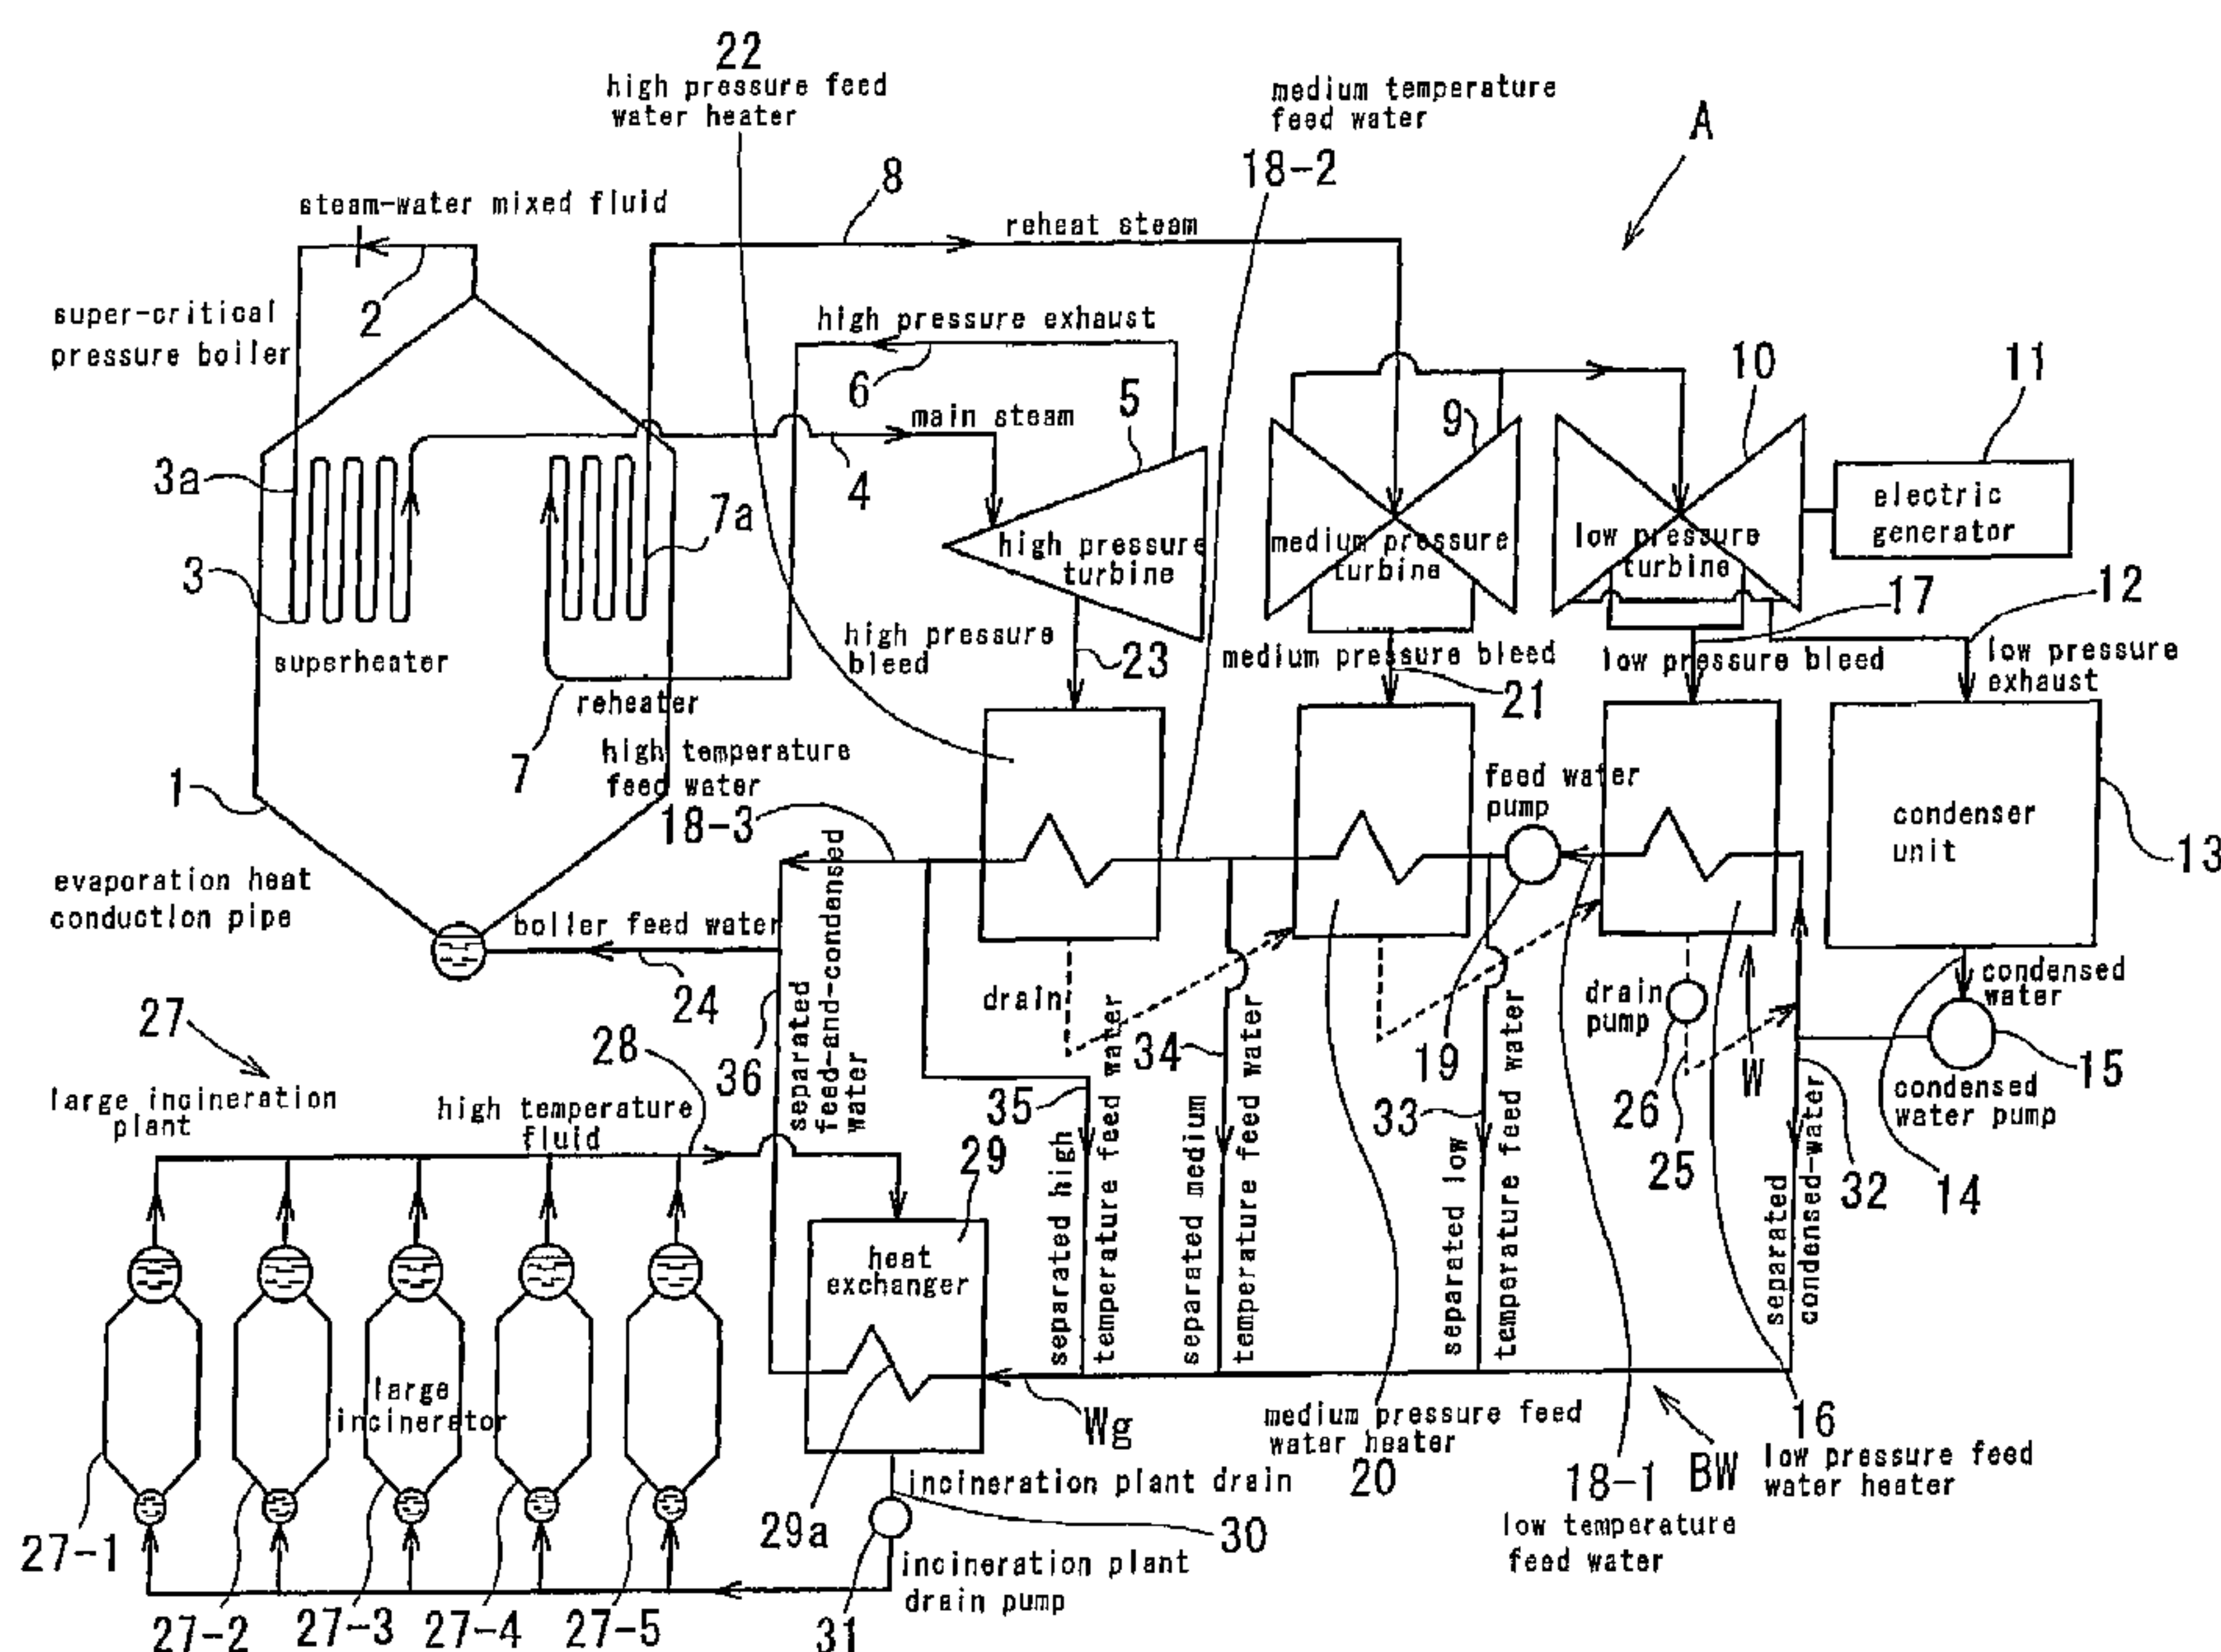 22
high pressure feed
water heater
medium temperature
feed water
18-2
A
8
steam-water mixed fluid
reheat steam
2
super-critical
pressure boiler
high pressure exhaust
6
5
10
11
main steam
9
4
3a
7a
electric
generator
high pressure
turbine
medium pressure
turbine
low pressure
turbine
3
17
12
superheater
high pressure
bleed
23
medium pressure bleed
low pressure bleed
low pressure
exhaust
reheater
21
7
high temperature
feed water
1
18-3
feed water
pump
condenser
unit
13
evaporation heat
conduction pipe
boiler feed water
24
separated
feed-and-condensed
water
36
drain
34
19
drain
pump
W
condensed
water
27
28
large incineration
plant
high temperature
fluid
35
33
26
25
condensed
water pump
15
32
14
29
separated high
temperature feed water
separated medium
temperature feed water
separated low
temperature feed water
separated
condensed-water
heat
exchanger
large
incinerator
Wg
medium pressure feed
water heater
20
16
18-1
BW
low pressure feed
water heater
incineration plant drain
29a
30
low temperature
feed water
27-1
incineration plant
drain pump
27-2
27-3
27-4
27-5
31